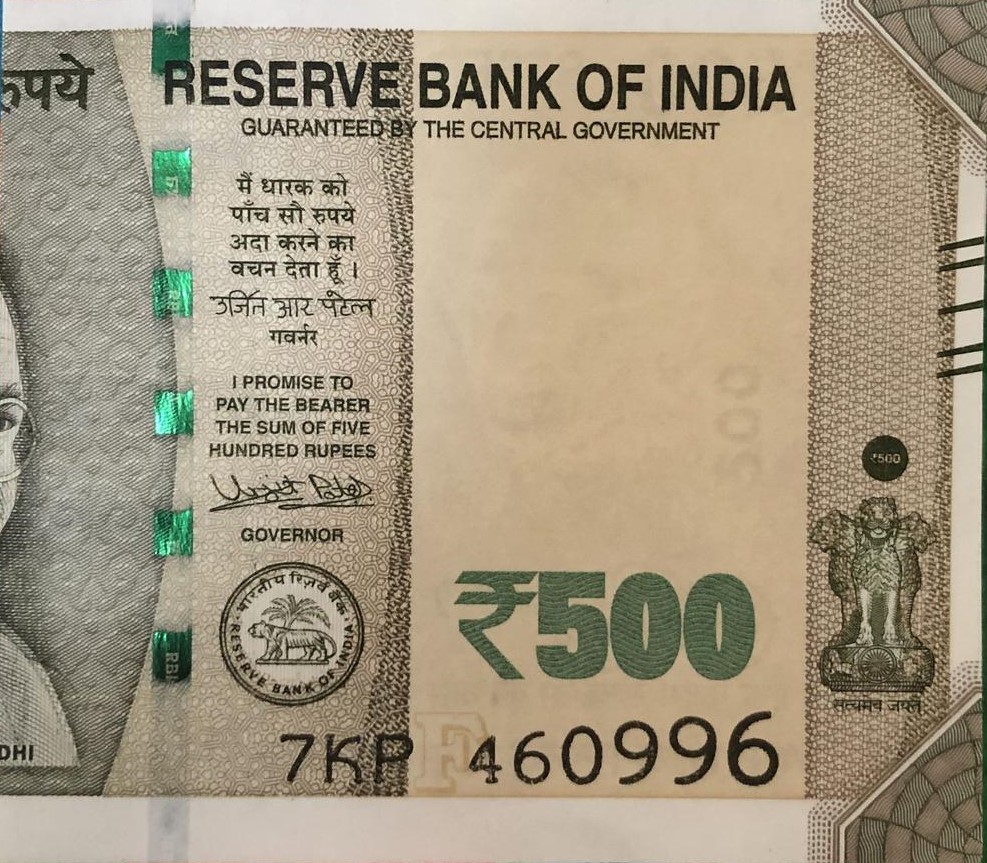 रुपये
RESERVE BANK OF INDIA
GUARANTEED BY THE CENTRAL GOVERNMENT
मैं धारक को
पाँच सौ रुपये
अदा करने का
वचन देता हूँ ।
उर्जित आर पटेल
गवर्नर
I PROMISE TO
PAY THE BEARER
THE SUM OF FIVE
HUNDRED RUPEES
Urjit Patel
GOVERNOR
भारतीय रिज़र्व बैंक
RESERVE BANK OF INDIA
RBI
₹500
₹500
सत्यमेव जयते
DHI
F
7KP 460996